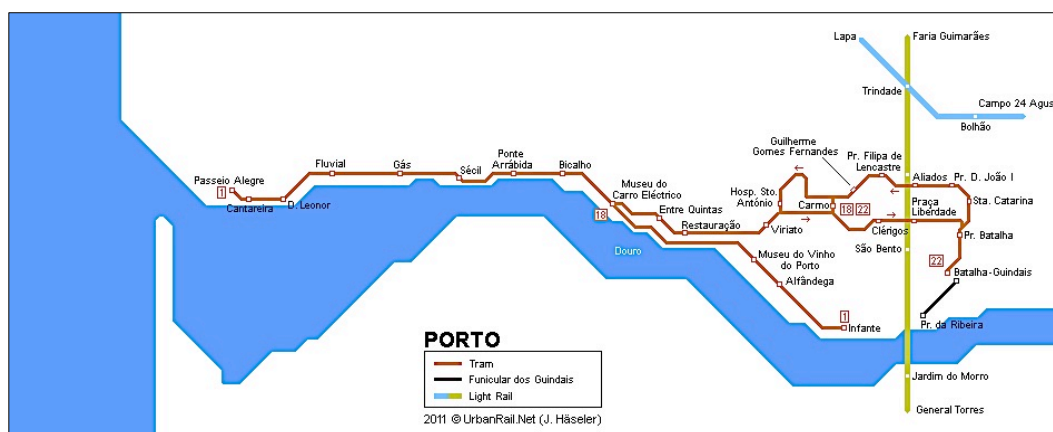 Lapa
Faria Guimarães
Trindade
Campo 24 Agus
Bolhão
Guilherme
Gomes Fernandes
Pr. Filipa de
Lencastre
Aliados
Pr. D. João I
Sta. Catarina
Hosp. Sto.
António
Carmo
18 22
Praça
Liberdade
Clérigos
Pr. Batalha
Viriato
São Bento
22
Batalha-Guindais
Pr. da Ribeira
Passeio Alegre
1
Cantareira
D. Leonor
Fluvial
Gás
Sécil
Ponte
Arrábida
Bicalho
Museu do
Carro Eléctrico
18
Entre Quintas
Restauração
Douro
Museu do Vinho
do Porto
Alfândega
1
Infante
Jardim do Morro
General Torres
PORTO
Tram
Funicular dos Guindais
Light Rail
2011 © UrbanRail.Net (J. Häseler)